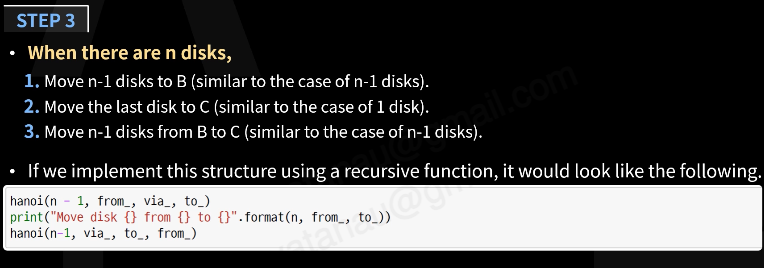 STEP 3
• When there are n disks,
1. Move n-1 disks to B (similar to the case of n-1 disks).
2. Move the last disk to C (similar to the case of 1 disk).
3. Move n-1 disks from B to C (similar to the case of n-1 disks).
• If we implement this structure using a recursive function, it would look like the following.
hanoi(n - 1, from_, via_, to_)
print("Move disk {} from {} to {}".format(n, from_, to_))
hanoi(n-1, via_, to_, from_)